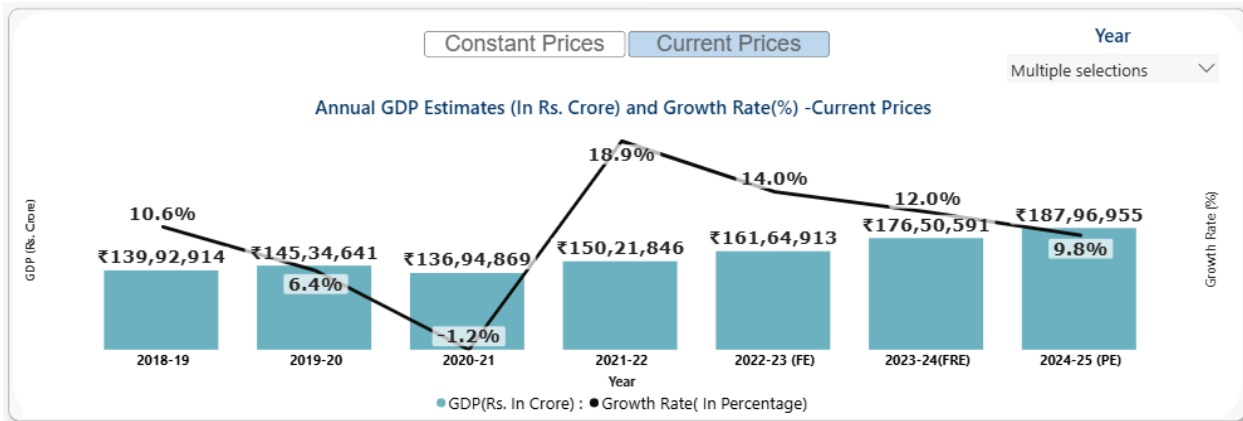 Constant Prices Current Prices
Year
Multiple selections
Annual GDP Estimates (In Rs. Crore) and Growth Rate(%) -Current Prices
GDP (Rs. Crore)
Growth Rate (%)
10.6%
6.4%
-1.2%
18.9%
14.0%
12.0%
9.8%
₹139,92,914
₹145,34,641
₹136,94,869
₹150,21,846
₹161,64,913
₹176,50,591
₹187,96,955
2018-19 2019-20 2020-21 2021-22 2022-23 (FE) 2023-24(FRE) 2024-25 (PE)
Year
GDP(Rs. In Crore) : Growth Rate( In Percentage)